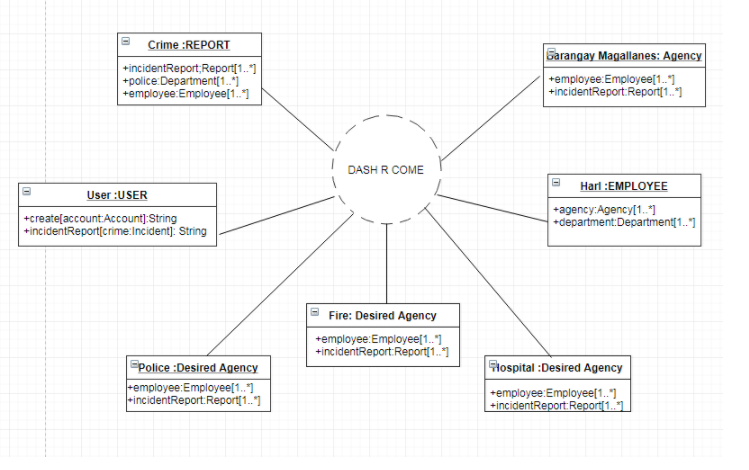 Crime :REPORT
+incidentReport;Report[1..*]
+police:Department[1..*]
+employee:Employee[1..*]
Barangay Magallanes: Agency
+employee:Employee[1..*]
+incidentReport:Report[1..*]
DASH R COME
User :USER
+create[account:Account]:String
+incidentReport[crime:Incident]: String
Harl :EMPLOYEE
+agency:Agency[1..*]
+department:Department[1..*]
Fire: Desired Agency
+employee:Employee[1..*]
+incidentReport:Report[1..*]
Police :Desired Agency
+employee:Employee[1..*]
+incidentReport:Report[1..*]
Hospital :Desired Agency
+employee:Employee[1..*]
+incidentReport:Report[1..*]